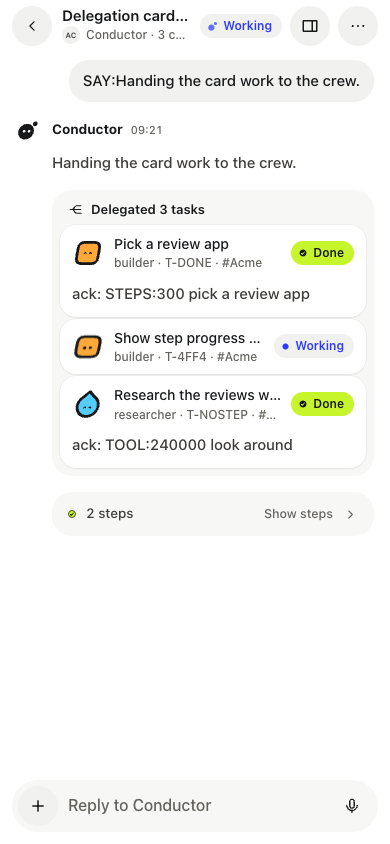 Delegation card...
AC Conductor · 3 c...
Working
SAY:Handing the card work to the crew.
Conductor 09:21
Handing the card work to the crew.
Delegated 3 tasks
Pick a review app
builder · T-DONE · #Acme
Done
ack: STEPS:300 pick a review app
Show step progress ...
builder · T-4FF4 · #Acme
Working
Research the reviews w...
researcher · T-NOSTEP · #...
Done
ack: TOOL:240000 look around
2 steps
Show steps
Reply to Conductor